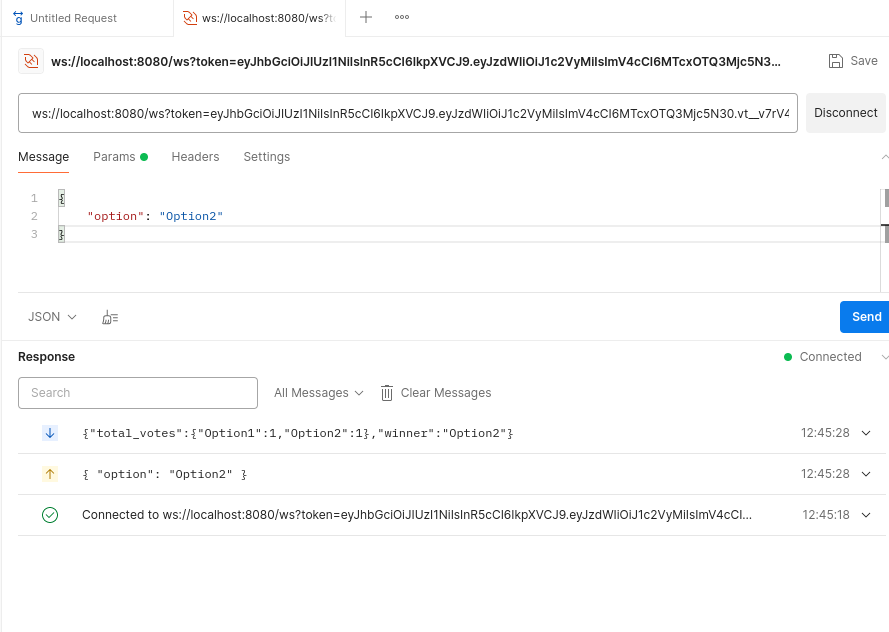 Untitled Request
ws://localhost:8080/ws?t
ws://localhost:8080/ws?token=eyJhbGciOiJIUzI1NiIsInR5cCI6IkpXVCJ9.eyJzdWIiOiJ1c2VyMiIsImV4cCI6MTcxOTQ3Mjc5N3...
Save
ws://localhost:8080/ws?token=eyJhbGciOiJIUzI1NiIsInR5cCI6IkpXVCJ9.eyJzdWIiOiJ1c2VyMiIsImV4cCI6MTcxOTQ3Mjc5N30.vt__v7rV4
Disconnect
Message Params Headers Settings
1 {
2 "option": "Option2"
3 }
JSON
Send
Response
Connected
Search
All Messages
Clear Messages
{"total_votes":{"Option1":1,"Option2":1},"winner":"Option2"} 12:45:28
{ "option": "Option2" } 12:45:28
Connected to ws://localhost:8080/ws?token=eyJhbGciOiJIUzI1NiIsInR5cCI6IkpXVCJ9.eyJzdWIiOiJ1c2VyMiIsImV4cCI... 12:45:18